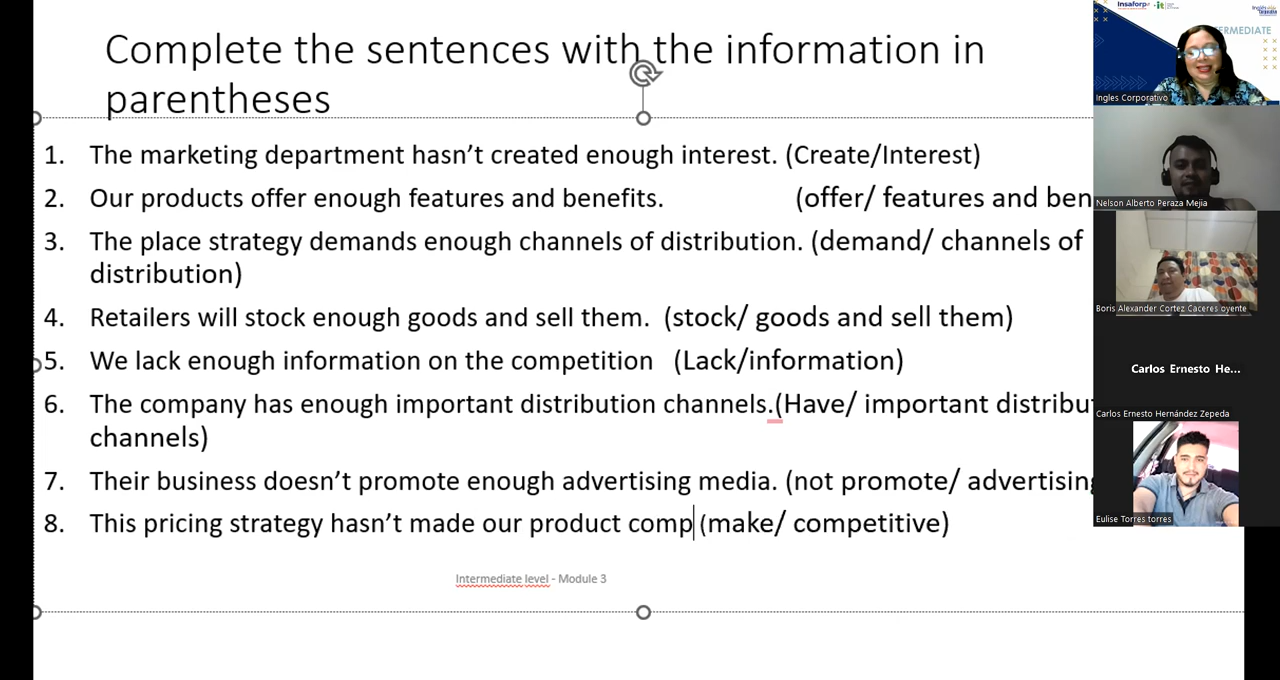 Complete the sentences with the information in
parentheses
1. The marketing department hasn't created enough interest. (Create/Interest)
2. Our products offer enough features and benefits. (offer/ features and ben
3. The place strategy demands enough channels of distribution. (demand/ channels of
distribution)
4. Retailers will stock enough goods and sell them. (stock/ goods and sell them)
5. We lack enough information on the competition (Lack/information)
6. The company has enough important distribution channels.(Have/ important distribut
channels)
7. Their business doesn't promote enough advertising media. (not promote/ advertising
8. This pricing strategy hasn't made our product comp (make/ competitive)
Intermediate level - Module 3
Insaforp
ERMEDIATE
Ingles Corporativo
Nelson Alberto Peraza Mejia
Boris Alexander Cortez Caceres oyente
Carlos Ernesto He...
Carlos Ernesto Hernández Zepeda
Eulise Torres torres